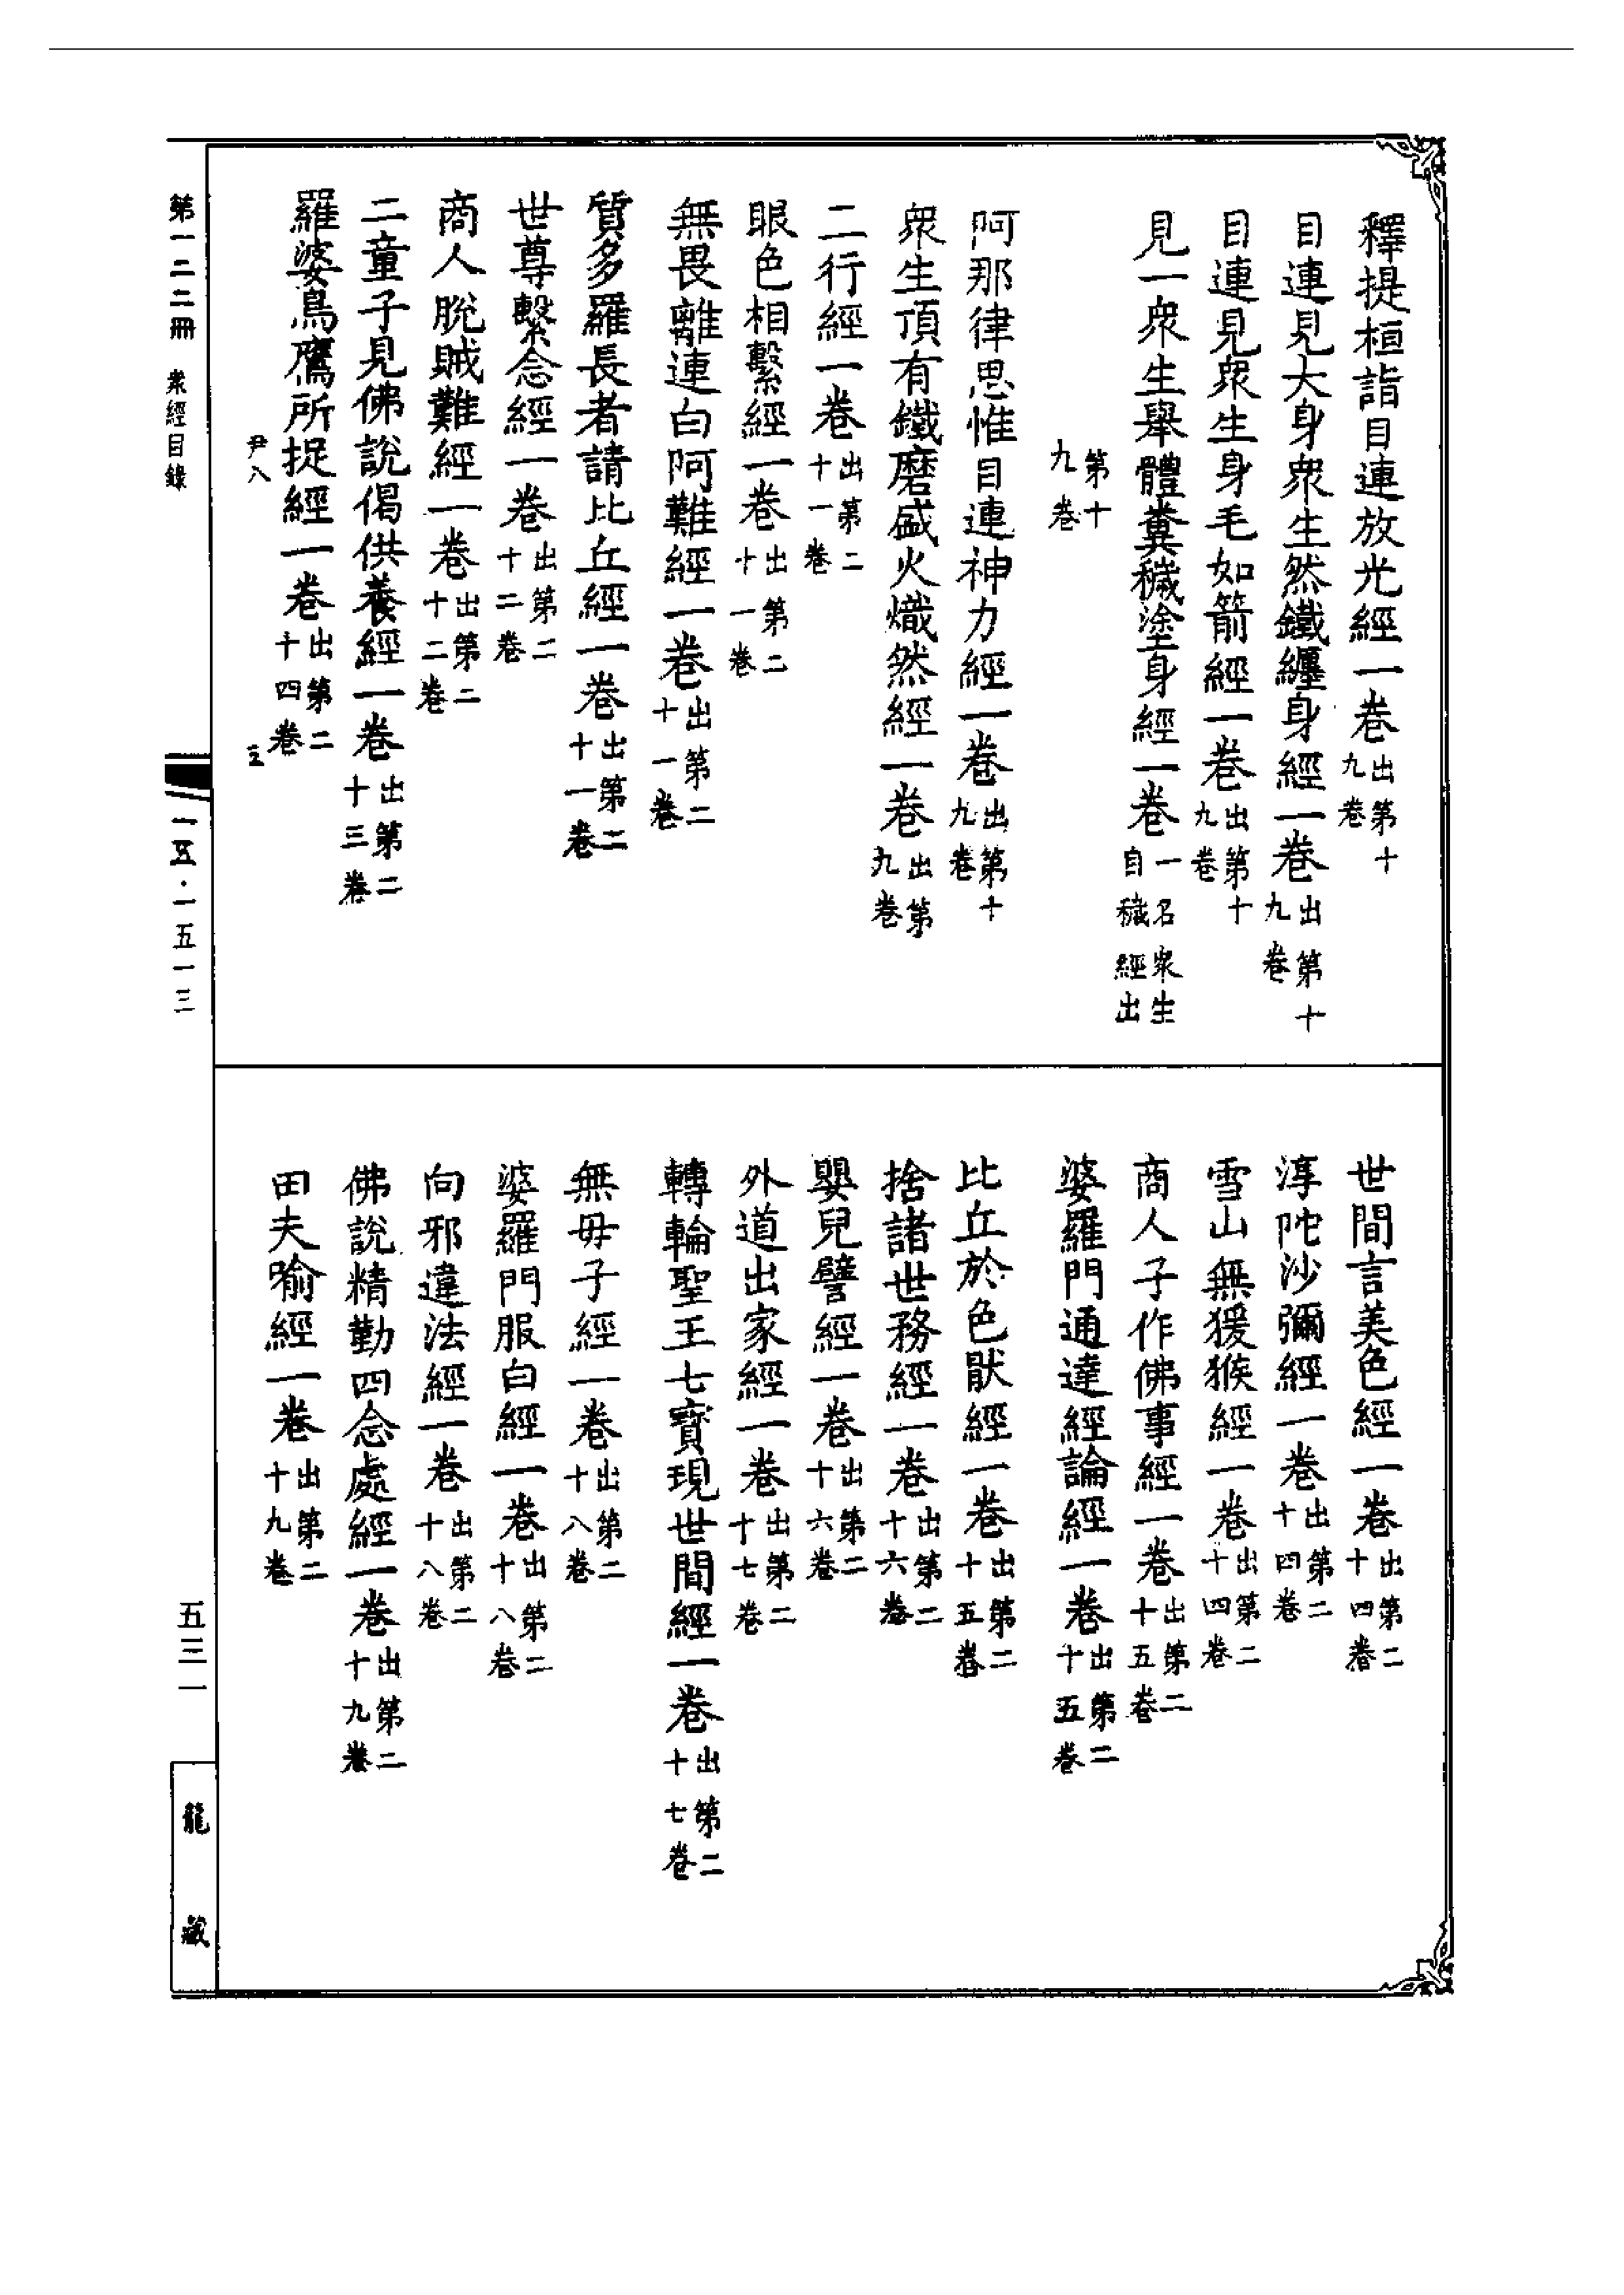 釋提桓詣目連放光經一卷出第十九卷
目連見大身衆生然鐵纏身經一卷出第十九卷
目連見衆生身毛如箭經一卷出第十九卷
見一衆生舉體糞穢塗身經一卷一名衆生自穢經出
第十九卷
阿那律思惟目連神力經一卷出第十九卷
衆生頂有鐵磨盛火熾然經一卷出第九卷
二行經一卷出第二十一卷
眼色相繫經一卷出第二十一卷
無畏離連白阿難經一卷出第二十一卷
質多羅長者請比丘經一卷出第二十一卷
世尊繫念經一卷出第二十二卷
商人脫賊難經一卷出第二十二卷
二童子見佛說偈供養經一卷出第二十三卷
羅婆鳥鷹所捉經一卷出第二十四卷
尹八
世間言美色經一卷出第二十四卷
淳陀沙彌經一卷出第二十四卷
雪山無猨猴經一卷出第二十四卷
商人子作佛事經一卷出第二十五卷
婆羅門通達經論經一卷出第二十五卷
比丘於色厭經一卷出第二十五卷
捨諸世務經一卷出第二十六卷
嬰兒譬經一卷出第二十六卷
外道出家經一卷出第二十七卷
轉輪聖王七寶現世間經一卷出第二十七卷
無毋子經一卷出第二十八卷
婆羅門服白經一卷出第二十八卷
向邪違法經一卷出第二十八卷
佛說精勤四念處經一卷出第二十九卷
田夫喻經一卷出第二十九卷
第一二二冊 衆經目錄
一五·一五一三
五三一
龍藏